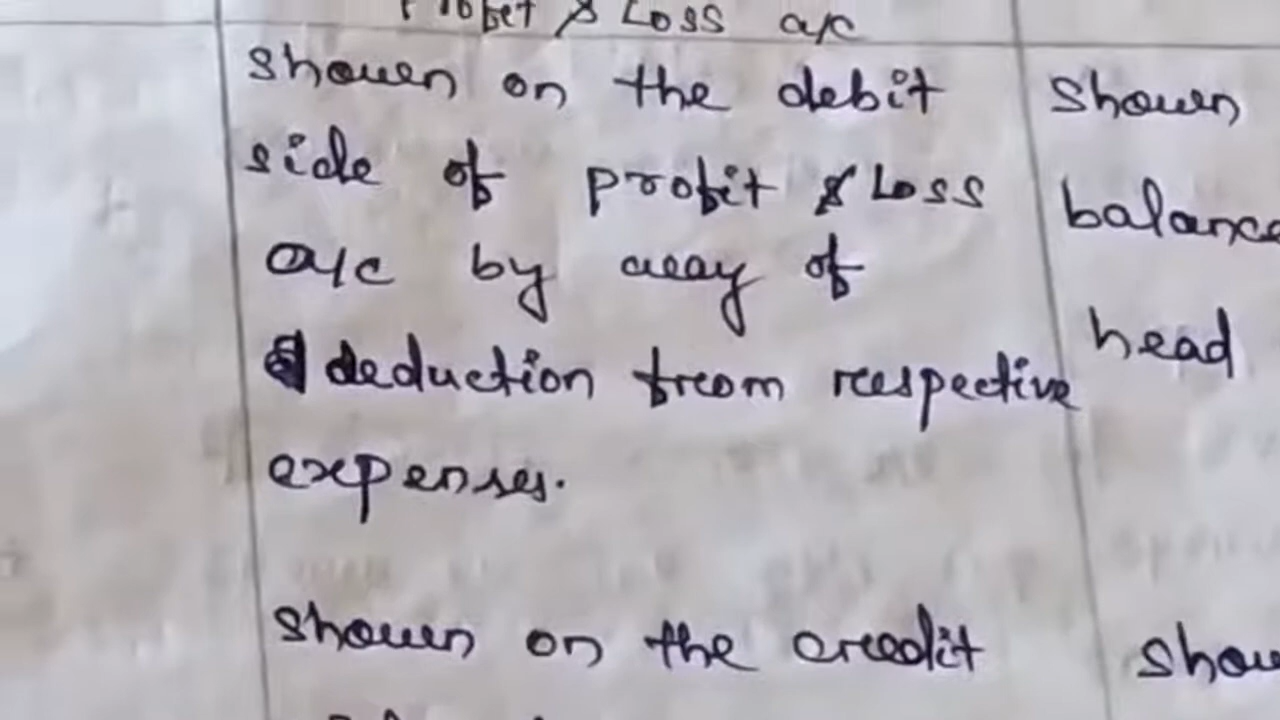 Profit & Loss a/c
shown on the debit
side of profit & Loss
a/c by way of
deduction from respective
expenses.
shown on the credit
shown
balance
head